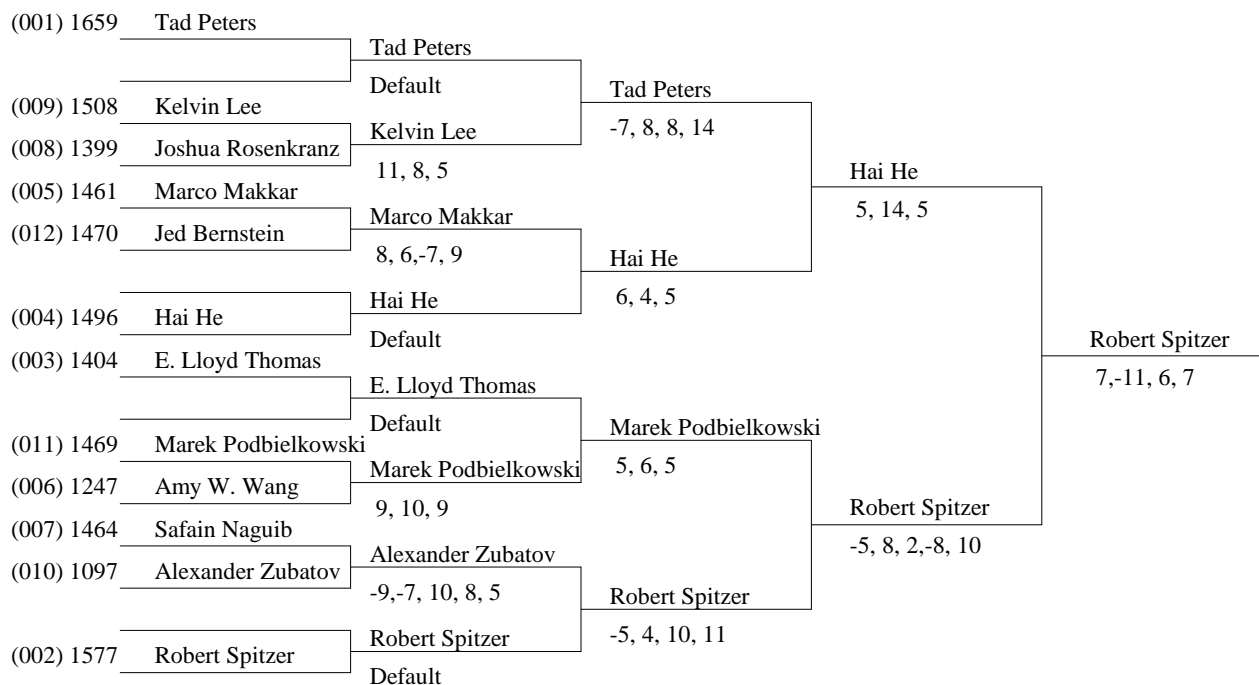 (001) 1659 Tad Peters
Tad Peters
Default
Tad Peters
-7, 8, 8, 14
(009) 1508 Kelvin Lee
Kelvin Lee
(008) 1399 Joshua Rosenkranz
11, 8, 5
Hai He
5, 14, 5
(005) 1461 Marco Makkar
Marco Makkar
(012) 1470 Jed Bernstein
8, 6,-7, 9
Hai He
6, 4, 5
Hai He
(004) 1496 Hai He
Default
Robert Spitzer
7,-11, 6, 7
(003) 1404 E. Lloyd Thomas
E. Lloyd Thomas
Default
Marek Podbielkowski
5, 6, 5
(011) 1469 Marek Podbielkowski
Marek Podbielkowski
(006) 1247 Amy W. Wang
9, 10, 9
Robert Spitzer
-5, 8, 2,-8, 10
(007) 1464 Safain Naguib
Alexander Zubatov
(010) 1097 Alexander Zubatov
-9,-7, 10, 8, 5
Robert Spitzer
-5, 4, 10, 11
Robert Spitzer
(002) 1577 Robert Spitzer
Default